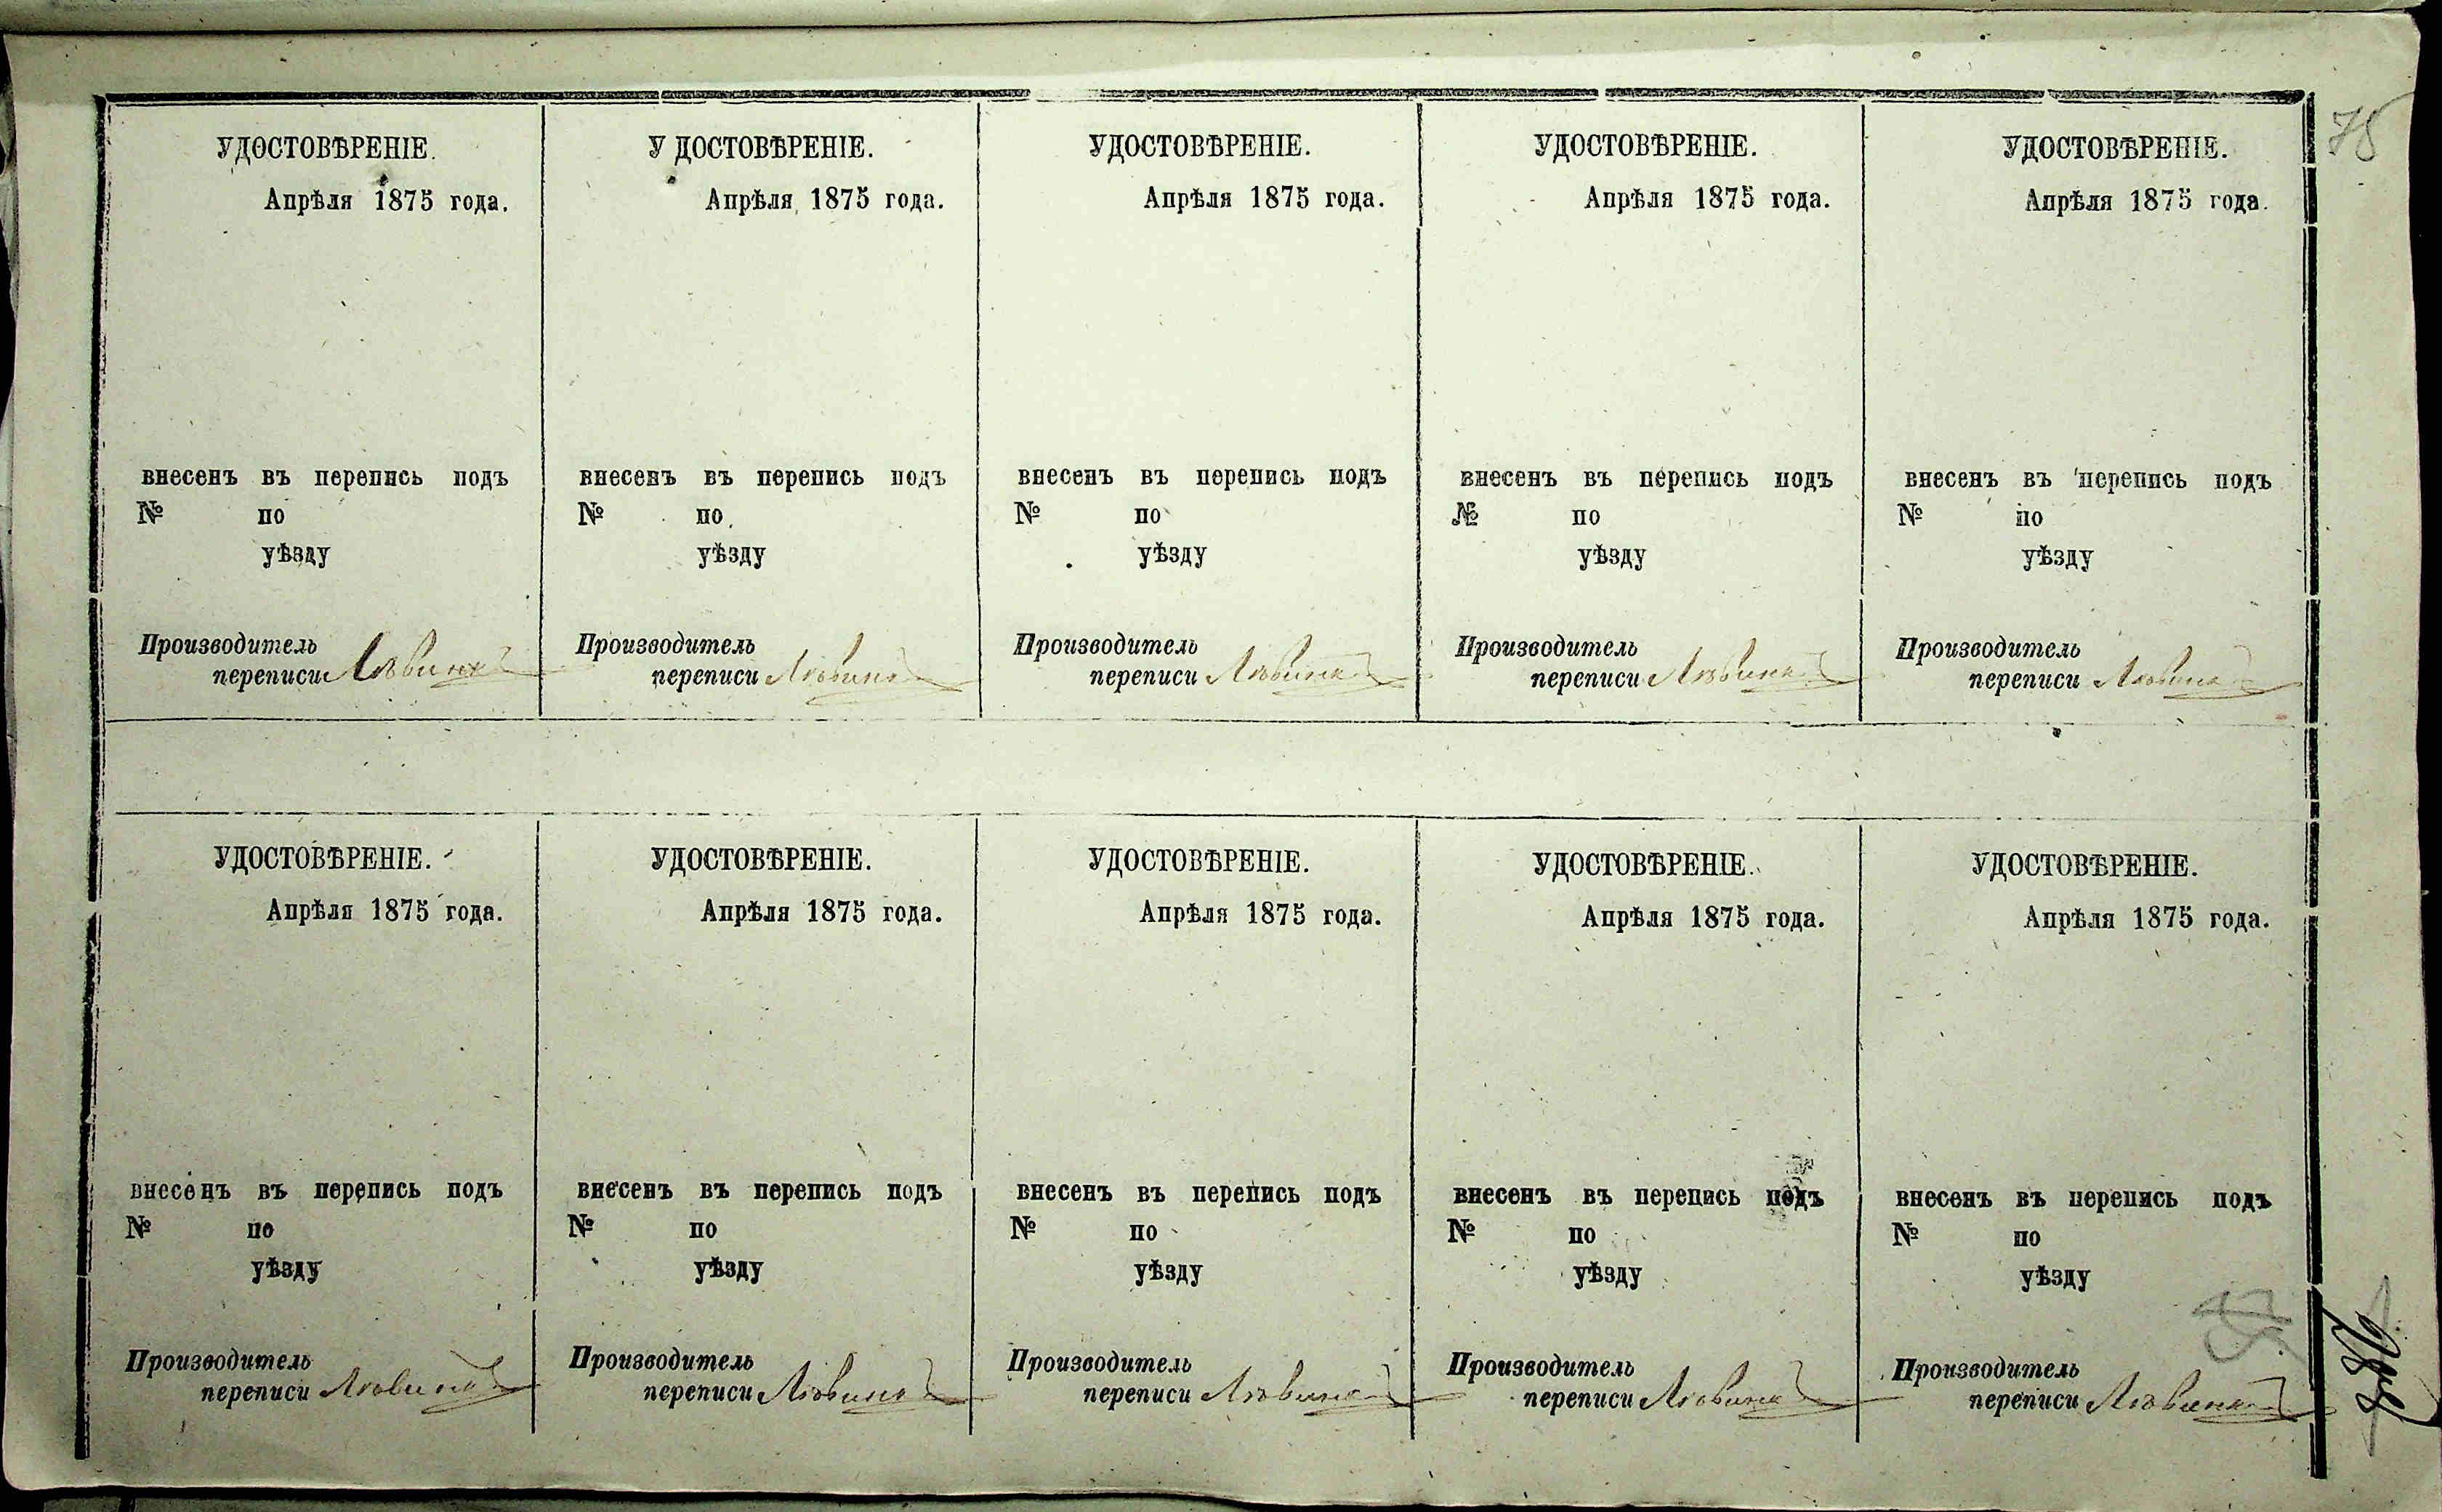 УДОСТОВѢРЕНІЕ.
Апрѣля 1875 года.
внесенъ въ перепись подъ
№ по
уѣзду
Производитель
переписи
У ДОСТОВѢРЕНІЕ.
Апрѣля 1875 года.
внесенъ въ перепись подъ
№ по
уѣзду
Производитель
переписи
УДОСТОВѢРЕНІЕ.
Апрѣля 1875 года.
внесенъ въ перепись подъ
№ по
уѣзду
Производитель
переписи
УДОСТОВѢРЕНІЕ.
Апрѣля 1875 года.
внесенъ въ перепись подъ
№ по
уѣзду
Производитель
переписи
УДОСТОВѢРЕНІЕ.
Апрѣля 1875 года.
внесенъ въ перепись подъ
№ по
уѣзду
Производитель
переписи
УДОСТОВѢРЕНІЕ.
Апрѣля 1875 года.
внесенъ въ перепись подъ
№ по
уѣзду
Производитель
переписи
УДОСТОВѢРЕНІЕ.
Апрѣля 1875 года.
внесенъ въ перепись подъ
№ по
уѣзду
Производитель
переписи
УДОСТОВѢРЕНІЕ.
Апрѣля 1875 года.
внесенъ въ перепись подъ
№ по
уѣзду
Производитель
переписи
УДОСТОВѢРЕНІЕ.
Апрѣля 1875 года.
внесенъ въ перепись подъ
№ по
уѣзду
Производитель
переписи
УДОСТОВѢРЕНІЕ.
Апрѣля 1875 года.
внесенъ въ перепись подъ
№ по
уѣзду
Производитель
переписи